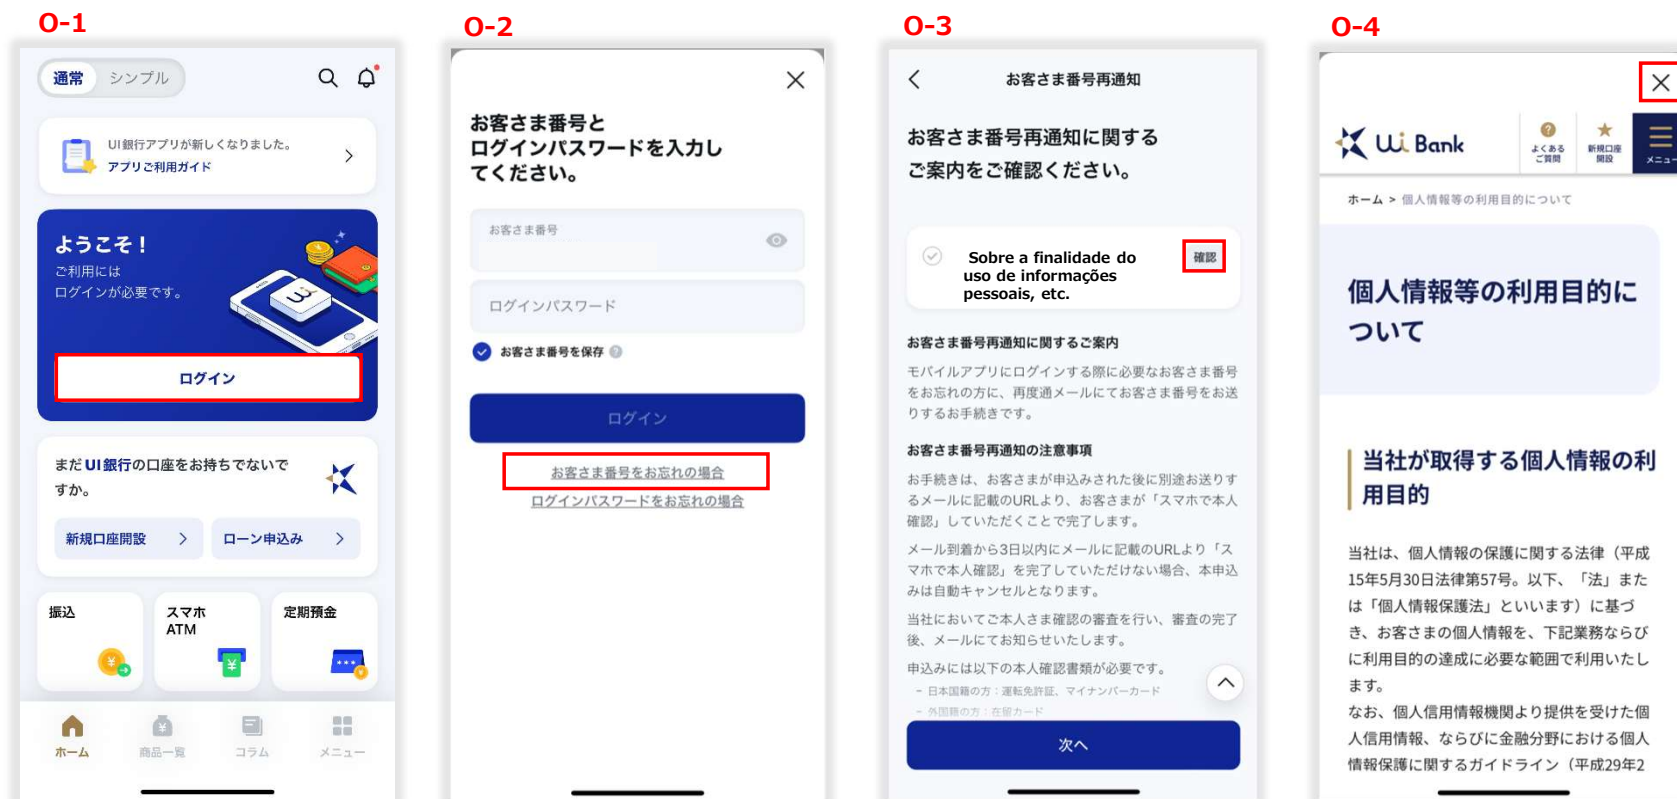 O-1
通常 シンプル
UI銀行アプリが新しくなりました。
アプリご利用ガイド
ようこそ！
ご利用には
ログインが必要です。
ログイン
まだUI銀行の口座をお持ちでないで
すか。
新規口座開設
ローン申込み
振込
スマホ
ATM
定期預金
ホーム
商品一覧
コラム
メニュー
O-2
お客さま番号と
ログインパスワードを入力し
てください。
お客さま番号
ログインパスワード
お客さま番号を保存
ログイン
お客さま番号をお忘れの場合
ログインパスワードをお忘れの場合
O-3
お客さま番号再通知
お客さま番号再通知に関する
ご案内をご確認ください。
Sobre a finalidade do
uso de informações
pessoais, etc.
確認
お客さま番号再通知に関するご案内
モバイルアプリにログインする際に必要なお客さま番号
をお忘れの方に、再度通メールにてお客さま番号をお送
りするお手続きです。
お客さま番号再通知の注意事項
お手続きは、お客さまが申込みされた後に別途お送りす
るメールに記載のURLより、お客さまが「スマホで本人
確認」していただくことで完了します。
メール到着から3日以内にメールに記載のURLより「ス
マホで本人確認」を完了していただけない場合、本申込
みは自動キャンセルとなります。
当社においてご本人さま確認の審査を行い、審査の完了
後、メールにてお知らせいたします。
申込みには以下の本人確認書類が必要です。
- 日本国籍の方：運転免許証、マイナンバーカード
- 外国籍の方：在留カード
次へ
O-4
Ui Bank
よくある
ご質問
新規口座
開設
メニュー
ホーム > 個人情報等の利用目的について
個人情報等の利用目的に
ついて
当社が取得する個人情報の利
用目的
当社は、個人情報の保護に関する法律（平成
15年5月30日法律第57号。以下、「法」また
は「個人情報保護法」といいます）に基づ
き、お客さまの個人情報を、下記業務ならび
に利用目的の達成に必要な範囲で利用いたし
ます。
なお、個人信用情報機関より提供を受けた個
人信用情報、ならびに金融分野における個人
情報保護に関するガイドライン（平成29年2